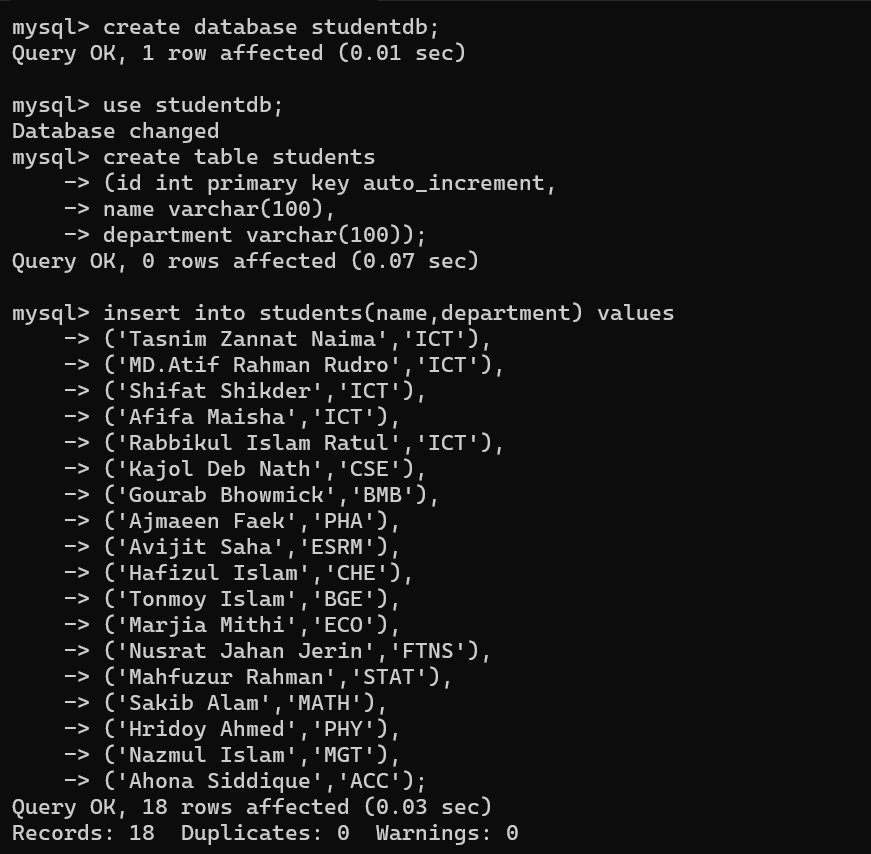 mysql> create database studentdb;
Query OK, 1 row affected (0.01 sec)

mysql> use studentdb;
Database changed
mysql> create table students
    -> (id int primary key auto_increment,
    -> name varchar(100),
    -> department varchar(100));
Query OK, 0 rows affected (0.07 sec)

mysql> insert into students(name,department) values
    -> ('Tasnim Zannat Naima','ICT'),
    -> ('MD.Atif Rahman Rudro','ICT'),
    -> ('Shifat Shikder','ICT'),
    -> ('Afifa Maisha','ICT'),
    -> ('Rabbikul Islam Ratul','ICT'),
    -> ('Kajol Deb Nath','CSE'),
    -> ('Gourab Bhowmick','BMB'),
    -> ('Ajmaeen Faek','PHA'),
    -> ('Avijit Saha','ESRM'),
    -> ('Hafizul Islam','CHE'),
    -> ('Tonmoy Islam','BGE'),
    -> ('Marjia Mithi','ECO'),
    -> ('Nusrat Jahan Jerin','FTNS'),
    -> ('Mahfuzur Rahman','STAT'),
    -> ('Sakib Alam','MATH'),
    -> ('Hridoy Ahmed','PHY'),
    -> ('Nazmul Islam','MGT'),
    -> ('Ahona Siddique','ACC');
Query OK, 18 rows affected (0.03 sec)
Records: 18  Duplicates: 0  Warnings: 0